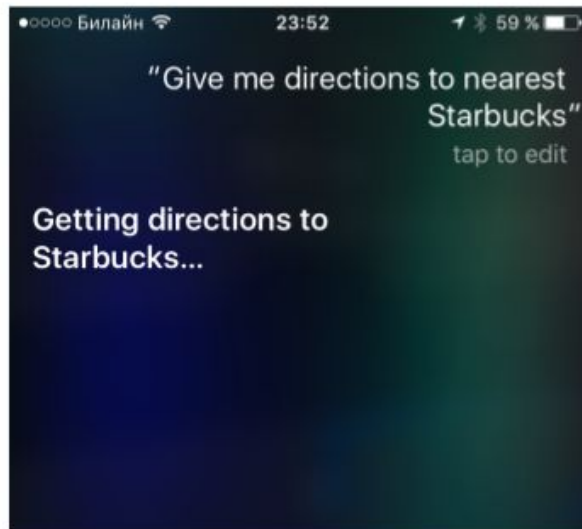 Билайн 23:52 59 %
"Give me directions to nearest
Starbucks"
tap to edit
Getting directions to
Starbucks...